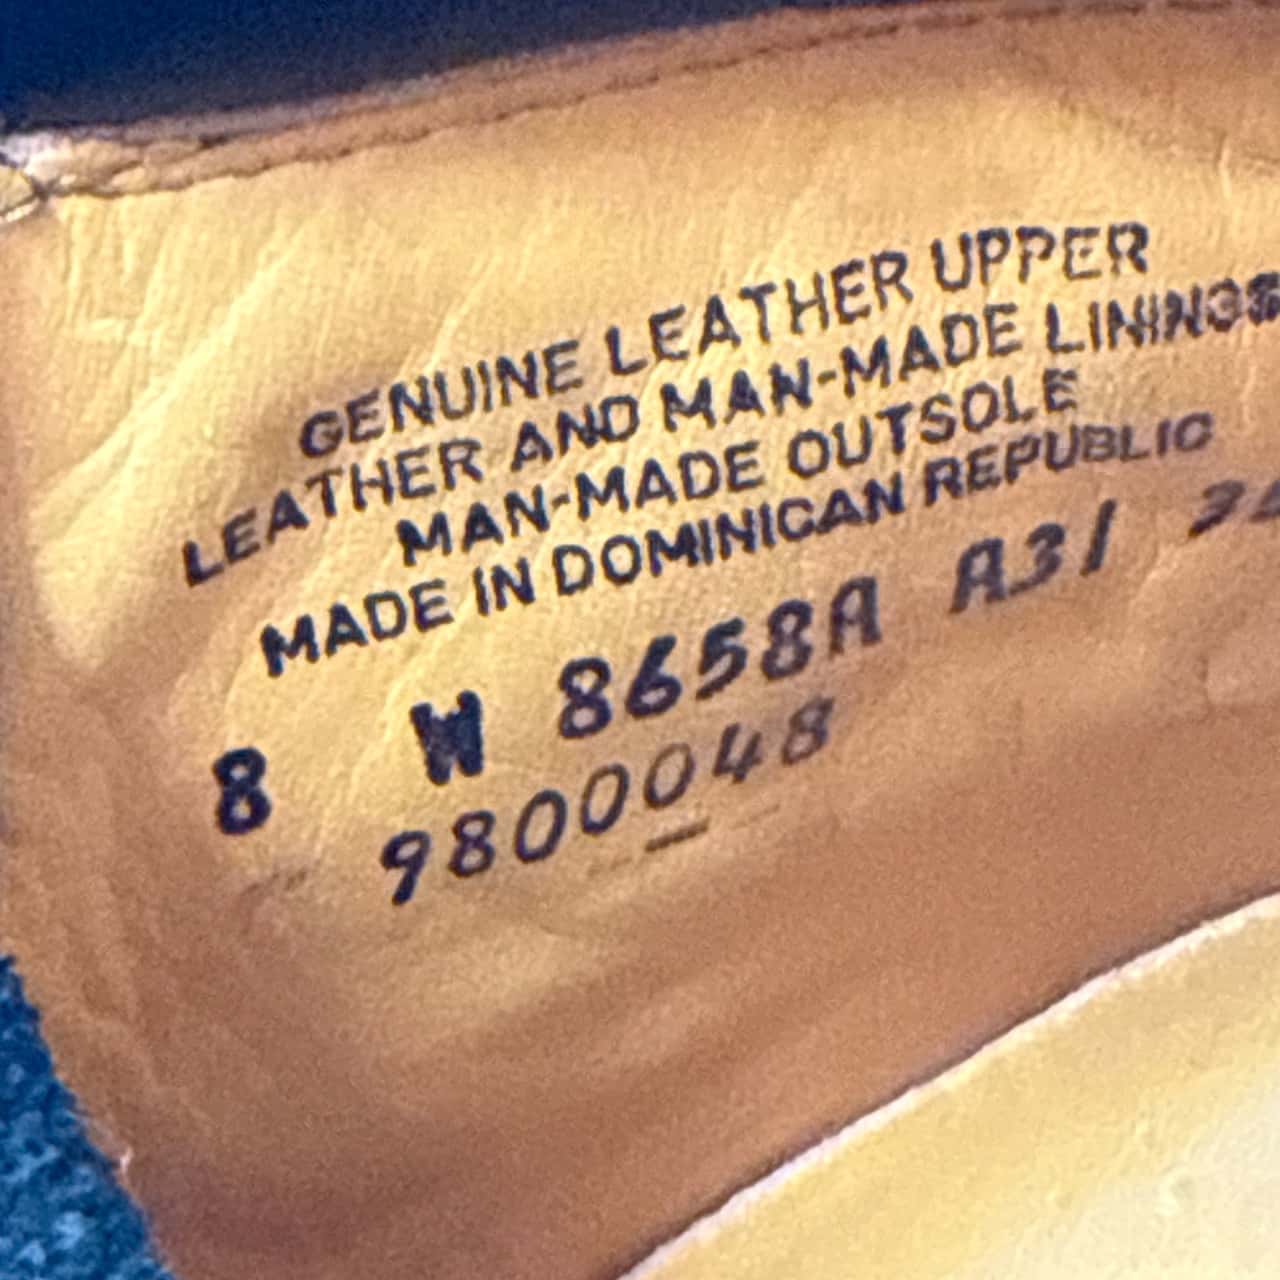 GENUINE LEATHER UPPER
LEATHER AND MAN-MADE LININGS
MAN-MADE OUTSOLE
MADE IN DOMINICAN REPUBLIC
8 W 8658A A31
9800048